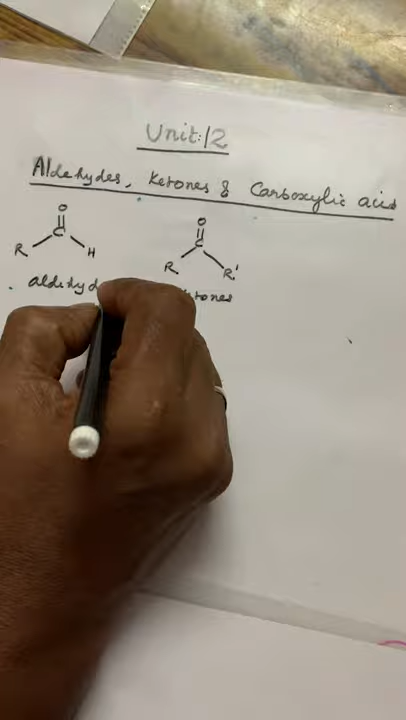 Unit:12
Aldehydes, Ketones & Carboxylic acid
O O
C C
R H R R'